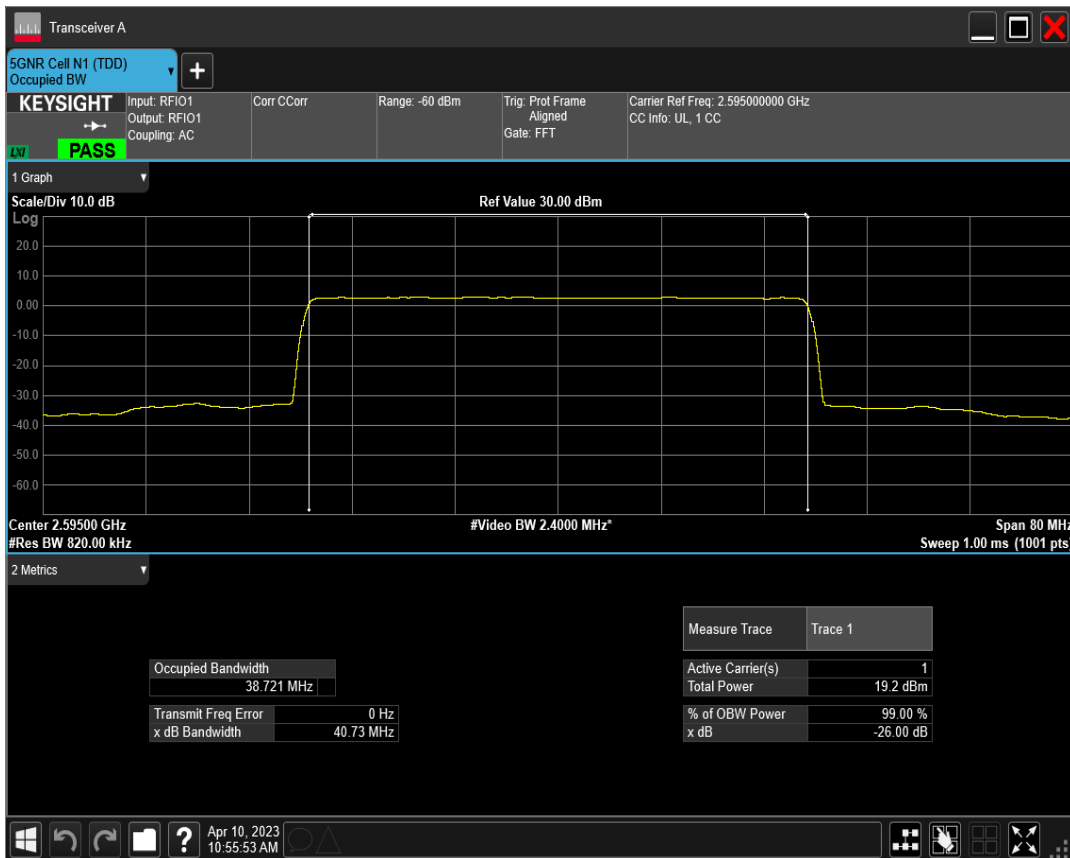 Transceiver A
5GNR Cell N1 (TDD)
Occupied BW
KEYSIGHT
LXI
PASS
Input: RFIO1
Output: RFIO1
Coupling: AC
Corr CCorr
Range: -60 dBm
Trig: Prot Frame
Aligned
Gate: FFT
Carrier Ref Freq: 2.595000000 GHz
CC Info: UL, 1 CC
1 Graph
Scale/Div 10.0 dB
Ref Value 30.00 dBm
Log
20.0
10.0
0.00
-10.0
-20.0
-30.0
-40.0
-50.0
-60.0
Center 2.59500 GHz
#Video BW 2.4000 MHz*
Span 80 MHz
#Res BW 820.00 kHz
Sweep 1.00 ms (1001 pts)
2 Metrics
Measure Trace Trace 1
Occupied Bandwidth
38.721 MHz
Active Carrier(s) 1
Total Power 19.2 dBm
Transmit Freq Error 0 Hz
x dB Bandwidth 40.73 MHz
% of OBW Power 99.00 %
x dB -26.00 dB
?
Apr 10, 2023
10:55:53 AM